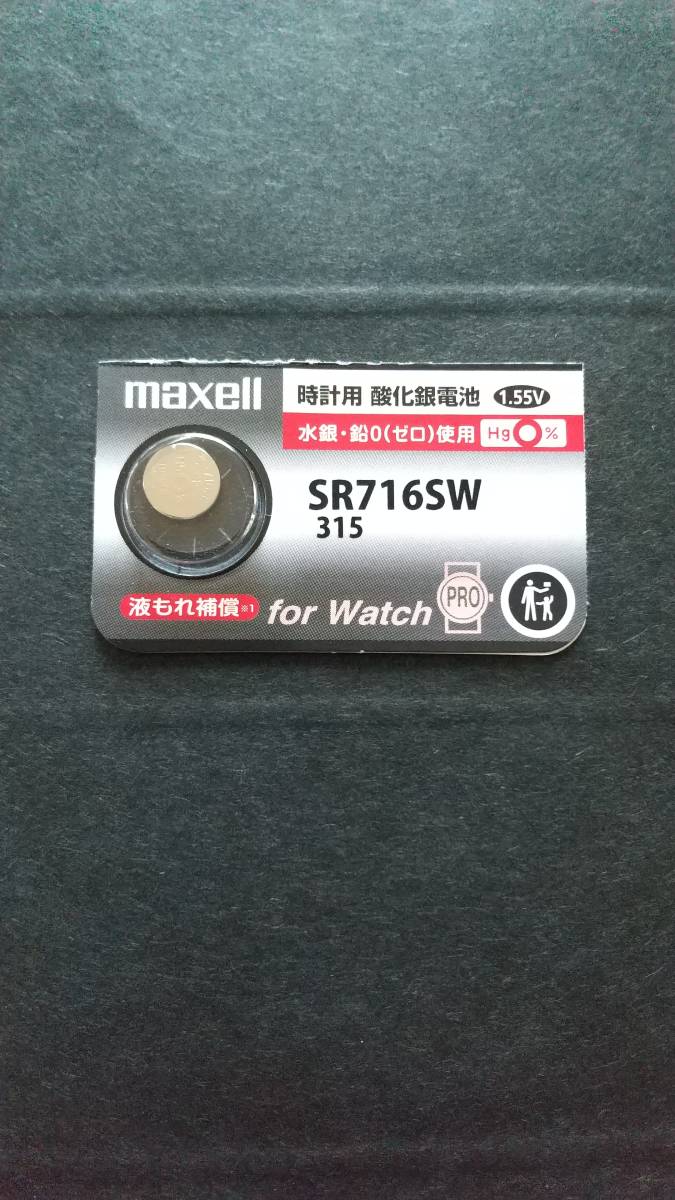 maxell
時計用 酸化銀電池 1.55V
水銀・鉛0(ゼロ)使用 Hg 0%
SR716SW
315
液もれ補償※1
for Watch PRO